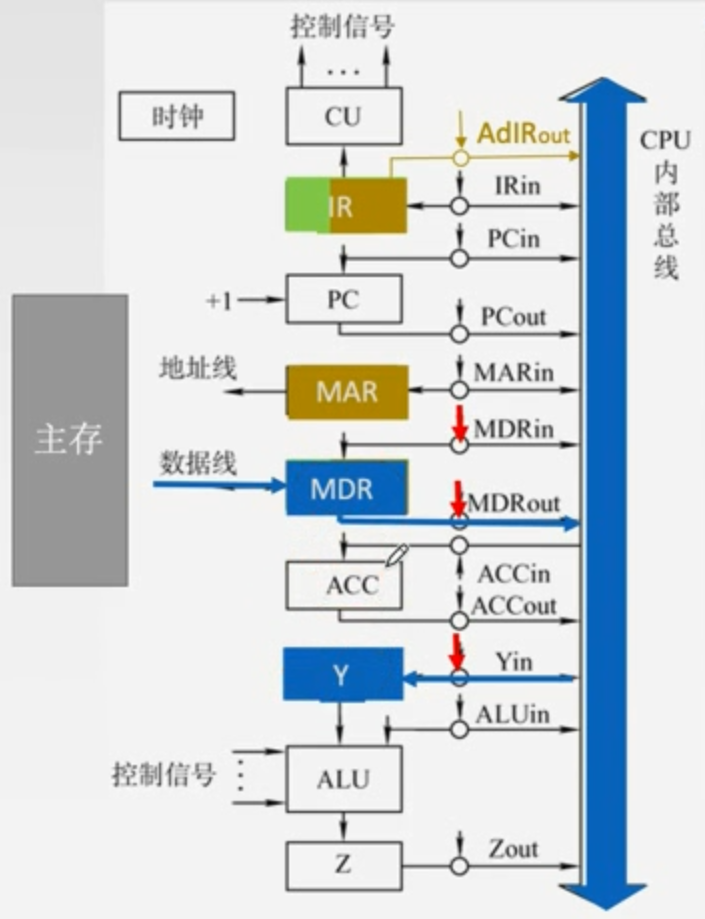 控制信号
...
时钟
CU
AdIRout
CPU
内
部
总
线
IR
IRin
PCin
+1
PC
PCout
地址线
MAR
MARin
主存
MDRin
数据线
MDR
MDRout
ACC
ACCin
ACCout
Y
Yin
ALUin
控制信号
ALU
Z
Zout